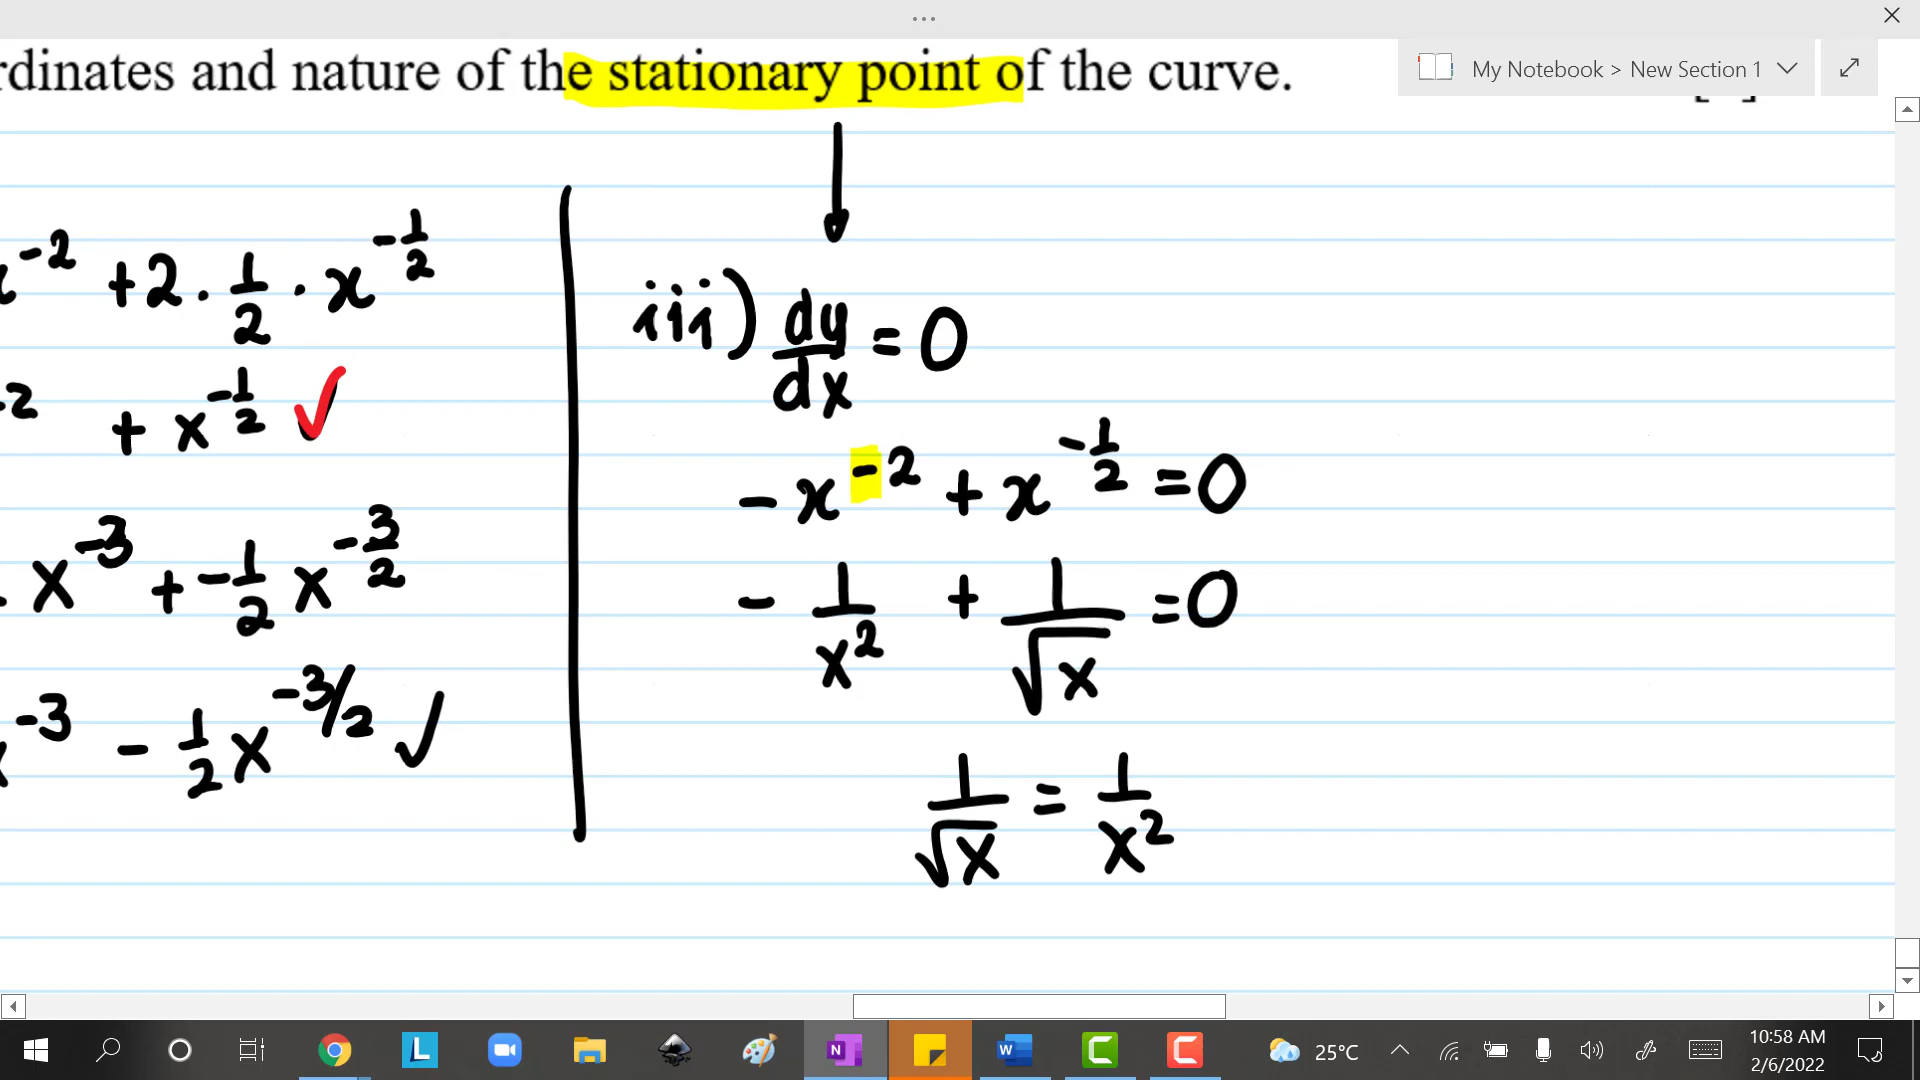 ...
rdinates and nature of the stationary point of the curve.
My Notebook > New Section 1
x⁻² + 2 · 1/2 · x^(-1/2)
-2 + x^(-1/2) ✓
x⁻³ + -1/2 x^(-3/2)
x⁻³ - 1/2 x^(-3/2) ✓
iii) dy/dx = 0
- x⁻² + x^(-1/2) = 0
- 1/x² + 1/√x = 0
1/√x = 1/x²
25°C
10:58 AM
2/6/2022